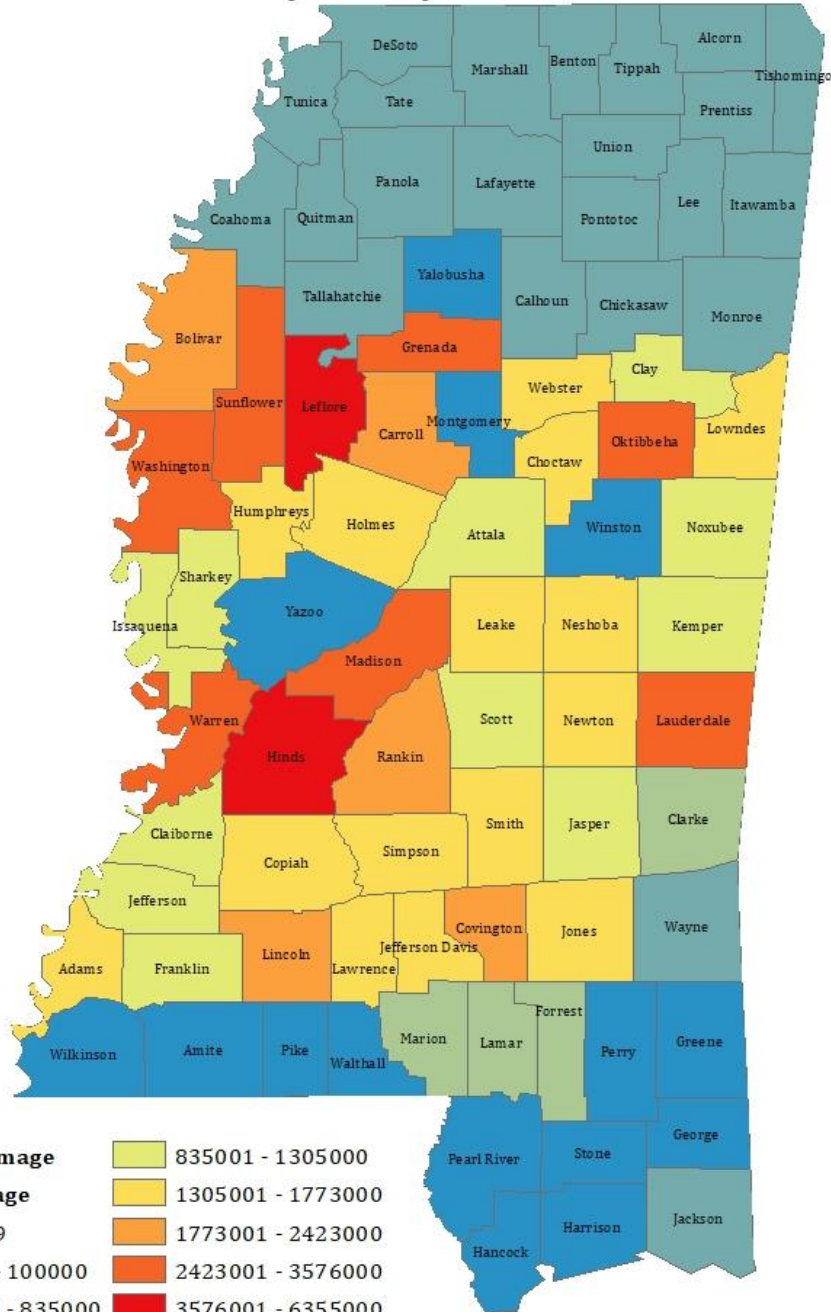 DeSoto
Marshall
Benton
Tippah
Alcorn
Tishomingo
Tunica
Tate
Prentiss
Union
Panola
Lafayette
Coahoma
Quitman
Pontotoc
Lee
Itawamba
Tallahatchie
Yalobusha
Calhoun
Chickasaw
Monroe
Bolivar
Grenada
Clay
Webster
Sunflower
Leflore
Carroll
Montgomery
Oktibbeha
Lowndes
Washington
Choctaw
Humphreys
Holmes
Attala
Winston
Noxubee
Sharkey
Issaquena
Yazoo
Leake
Neshoba
Kemper
Madison
Warren
Scott
Newton
Lauderdale
Hinds
Rankin
Claiborne
Copiah
Simpson
Smith
Jasper
Clarke
Jefferson
Covington
Jones
Wayne
Adams
Franklin
Lincoln
Lawrence
Jefferson Davis
Wilkinson
Amite
Pike
Walthall
Marion
Lamar
Forrest
Perry
Greene
Pearl River
Stone
George
Hancock
Harrison
Jackson
mage 835001 - 1305000
ge 1305001 - 1773000
9 1773001 - 2423000
- 100000 2423001 - 3576000
- 835000 3576001 - 6355000